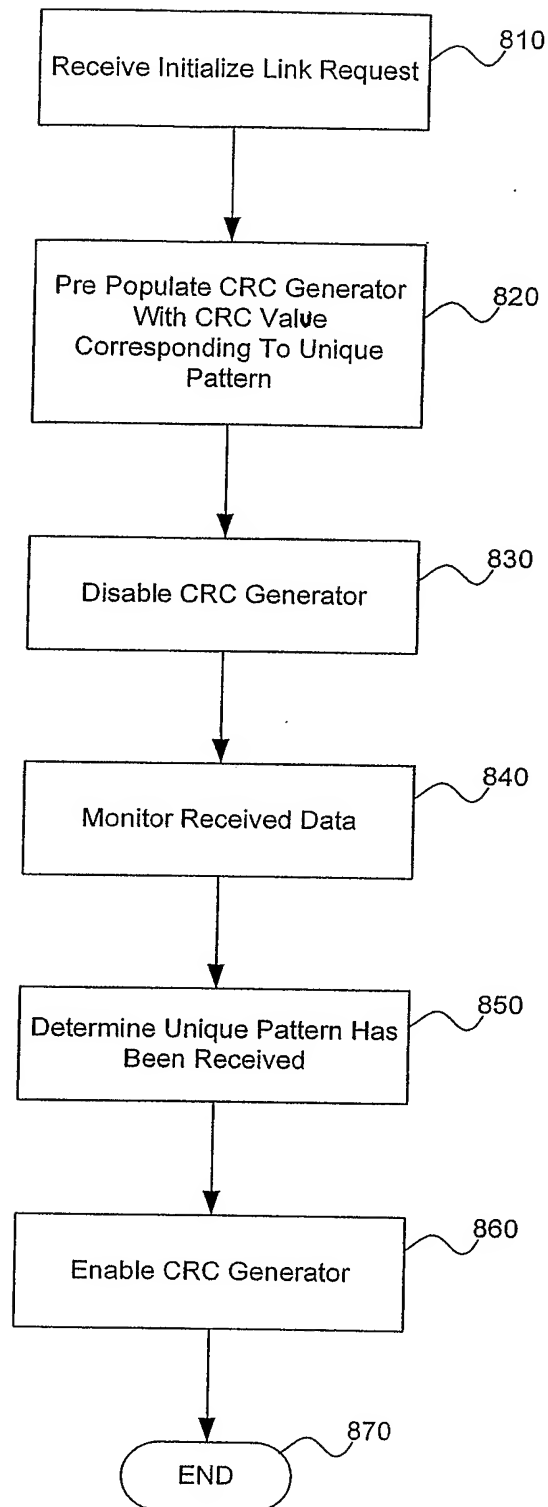 Receive Initialize Link Request
810
Pre Populate CRC Generator
With CRC Value
Corresponding To Unique
Pattern
820
Disable CRC Generator
830
Monitor Received Data
840
Determine Unique Pattern Has
Been Received
850
Enable CRC Generator
860
END
870